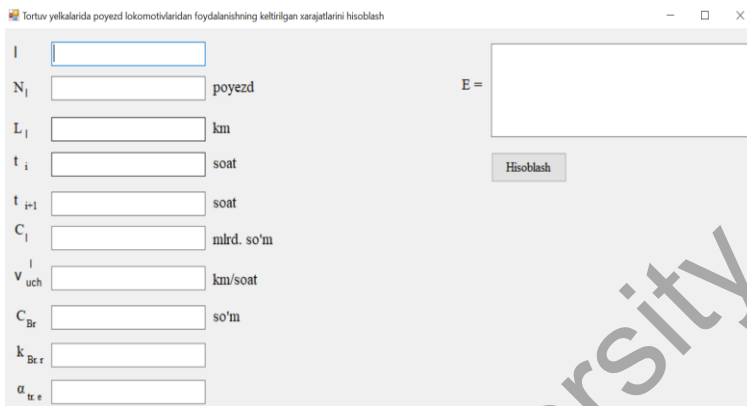 Tortuv yelkalarida poyezd lokomotivlaridan foydalanishning keltirilgan xarajatlarini hisoblash
l
N l poyezd
E =
L l km
t i soat
Hisoblash
t i+1 soat
C l mlrd. so'm
v l uch km/soat
C Br so'm
k Br. r
α tr. e
ersity